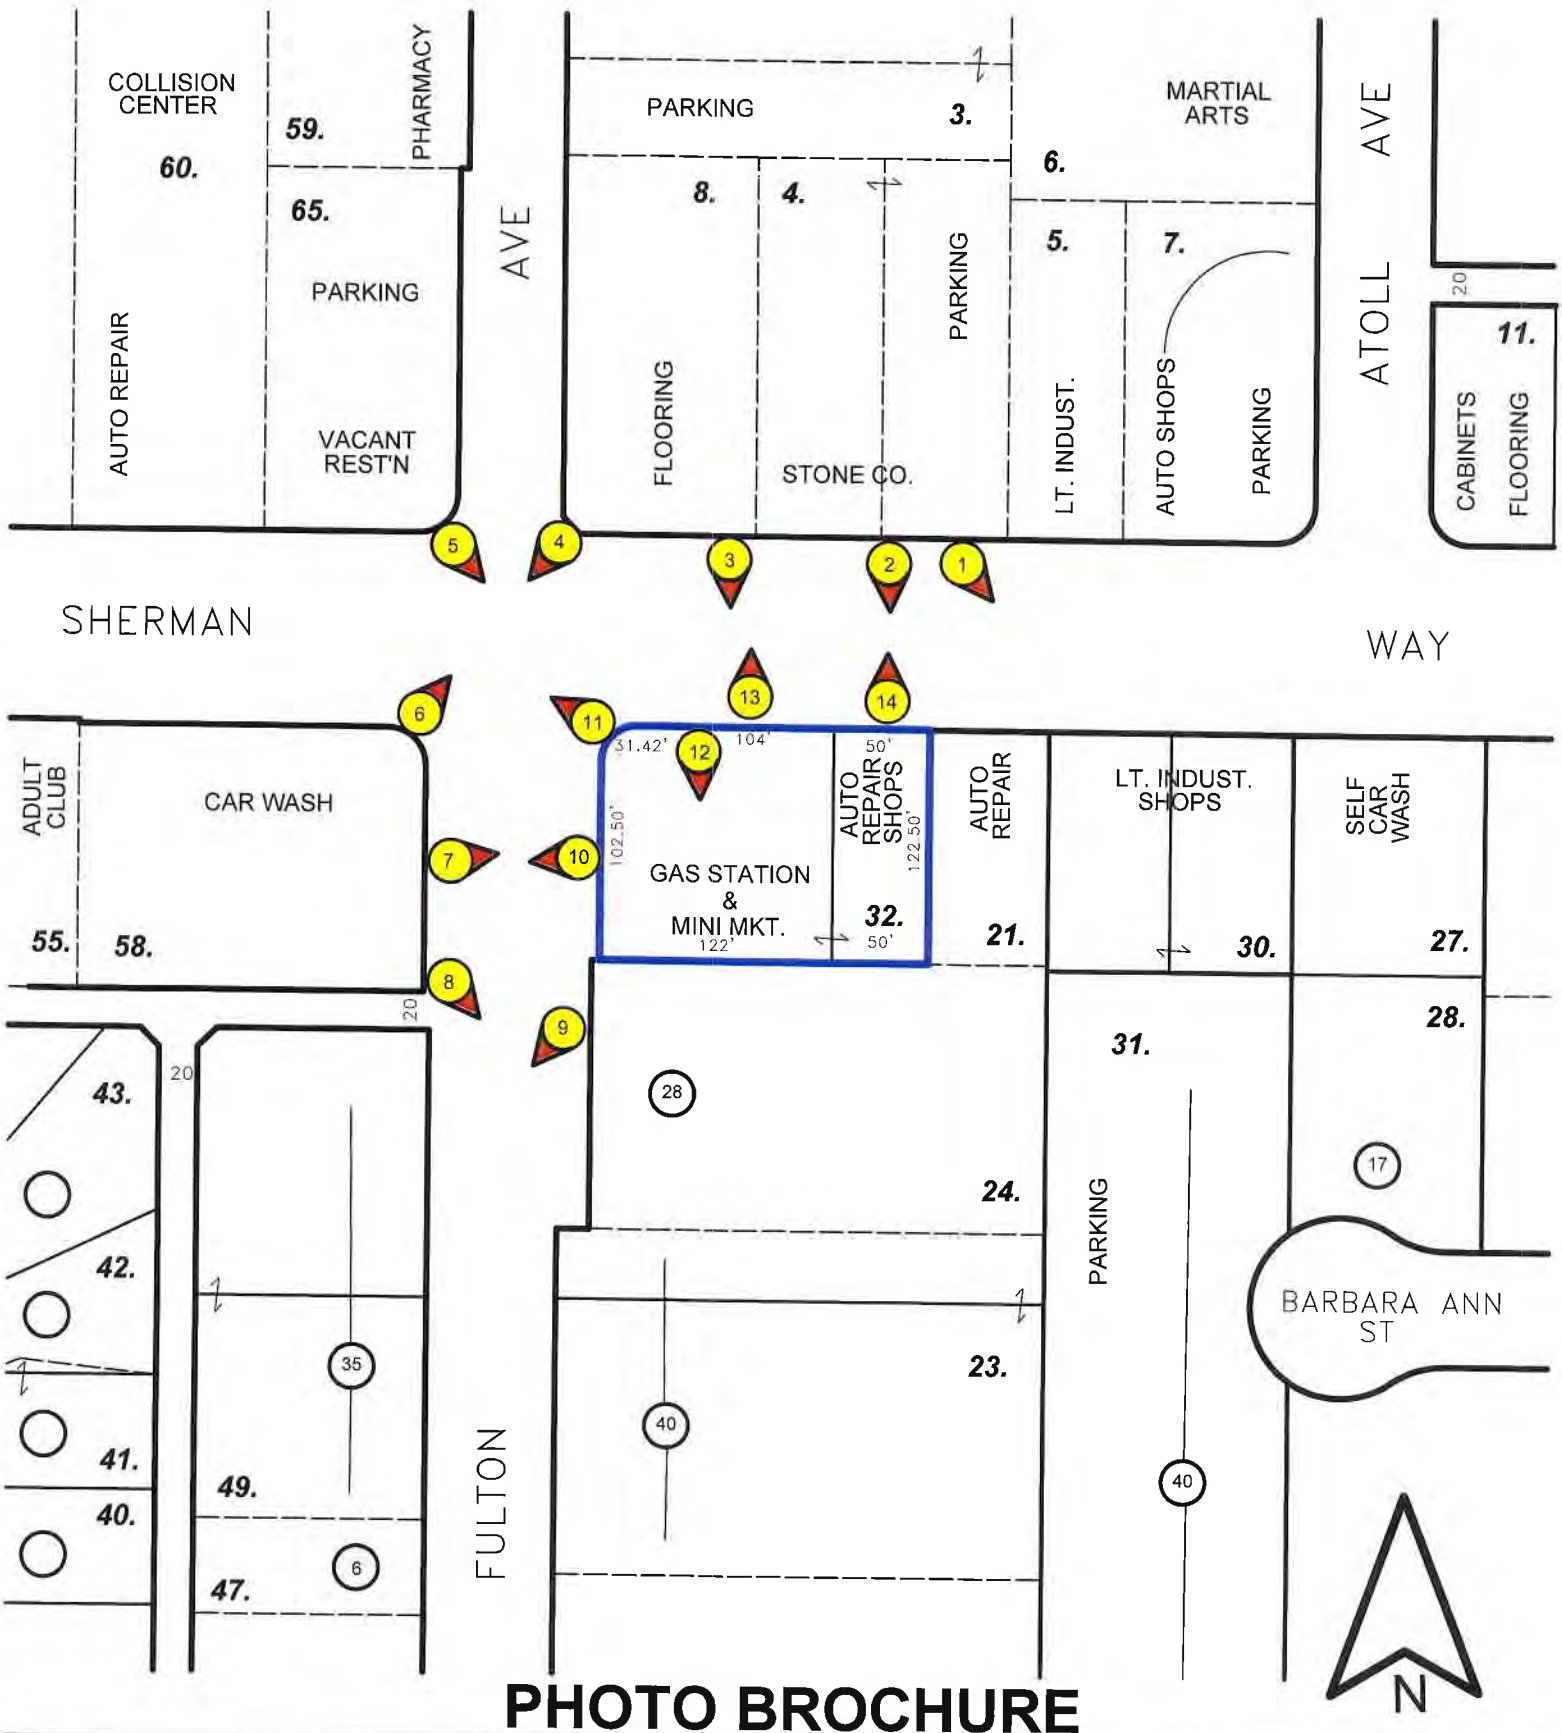 COLLISION
CENTER
60.
AUTO REPAIR
59.
PHARMACY
65.
PARKING
VACANT
REST'N
AVE
PARKING
3.
8.
4.
FLOORING
STONE CO.
PARKING
MARTIAL
ARTS
6.
5.
7.
LT. INDUST.
AUTO SHOPS
PARKING
ATOLL AVE
20
11.
CABINETS
FLOORING
5
4
3
2
1
SHERMAN
WAY
6
11
13
14
12
7
10
8
9
ADULT
CLUB
55.
CAR WASH
58.
31.42'
104'
50'
102.50'
122.50'
GAS STATION
&
MINI MKT.
122'
AUTO
REPAIR
SHOPS
32.
50'
AUTO
REPAIR
21.
LT. INDUST.
SHOPS
30.
SELF
CAR
WASH
27.
28.
20
20
43.
42.
41.
40.
35
49.
6
47.
FULTON
28
24.
23.
40
31.
PARKING
40
17
BARBARA ANN
ST
N
PHOTO BROCHURE